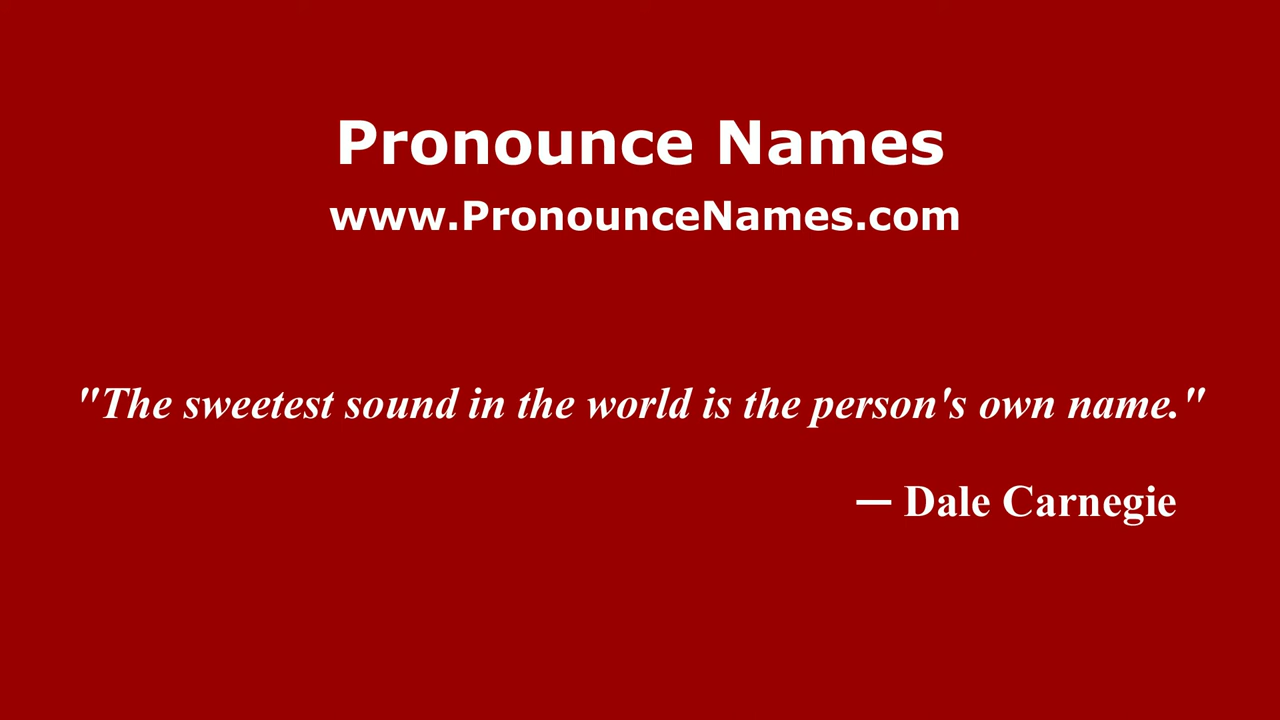 Pronounce Names
www.PronounceNames.com
"The sweetest sound in the world is the person's own name."
— Dale Carnegie